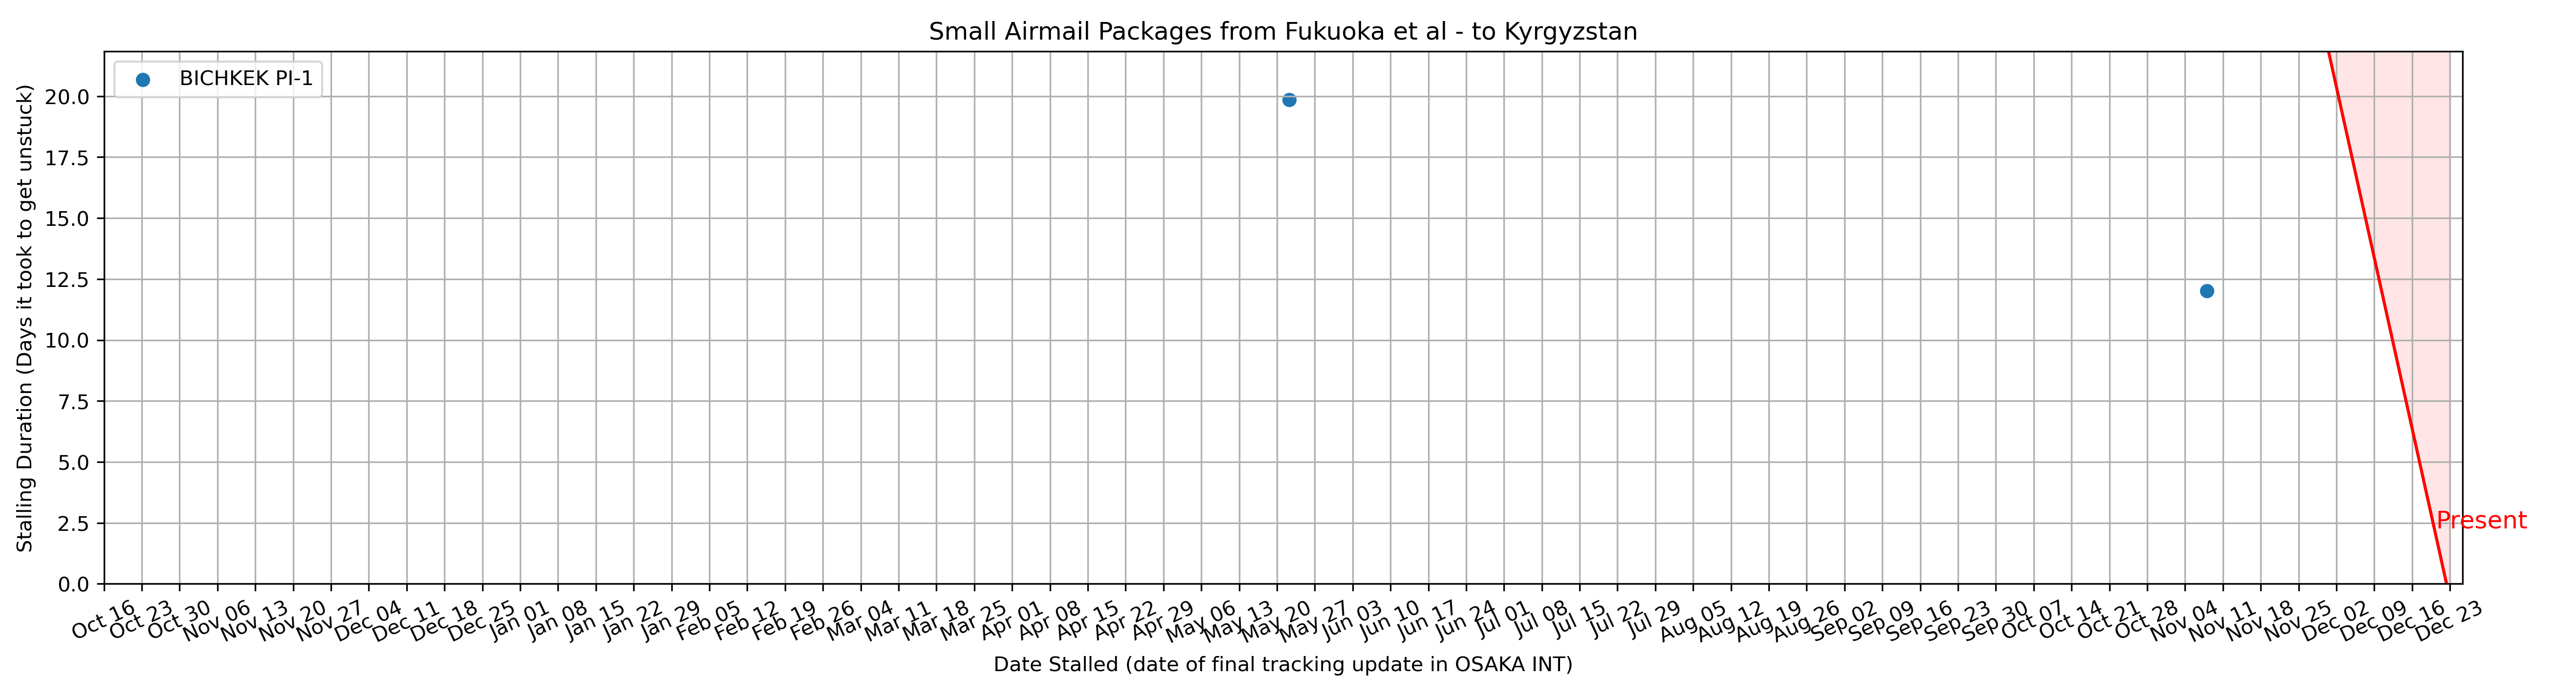 Small Airmail Packages from Fukuoka et al - to Kyrgyzstan
BICHKEK PI-1
Stalling Duration (Days it took to get unstuck)
20.0
17.5
15.0
12.5
10.0
7.5
5.0
2.5
0.0
Present
Oct 16
Oct 23
Oct 30
Nov 06
Nov 13
Nov 20
Nov 27
Dec 04
Dec 11
Dec 18
Dec 25
Jan 01
Jan 08
Jan 15
Jan 22
Jan 29
Feb 05
Feb 12
Feb 19
Feb 26
Mar 04
Mar 11
Mar 18
Mar 25
Apr 01
Apr 08
Apr 15
Apr 22
Apr 29
May 06
May 13
May 20
May 27
Jun 03
Jun 10
Jun 17
Jun 24
Jul 01
Jul 08
Jul 15
Jul 22
Jul 29
Aug 05
Aug 12
Aug 19
Aug 26
Sep 02
Sep 09
Sep 16
Sep 23
Sep 30
Oct 07
Oct 14
Oct 21
Oct 28
Nov 04
Nov 11
Nov 18
Nov 25
Dec 02
Dec 09
Dec 16
Dec 23
Date Stalled (date of final tracking update in OSAKA INT)